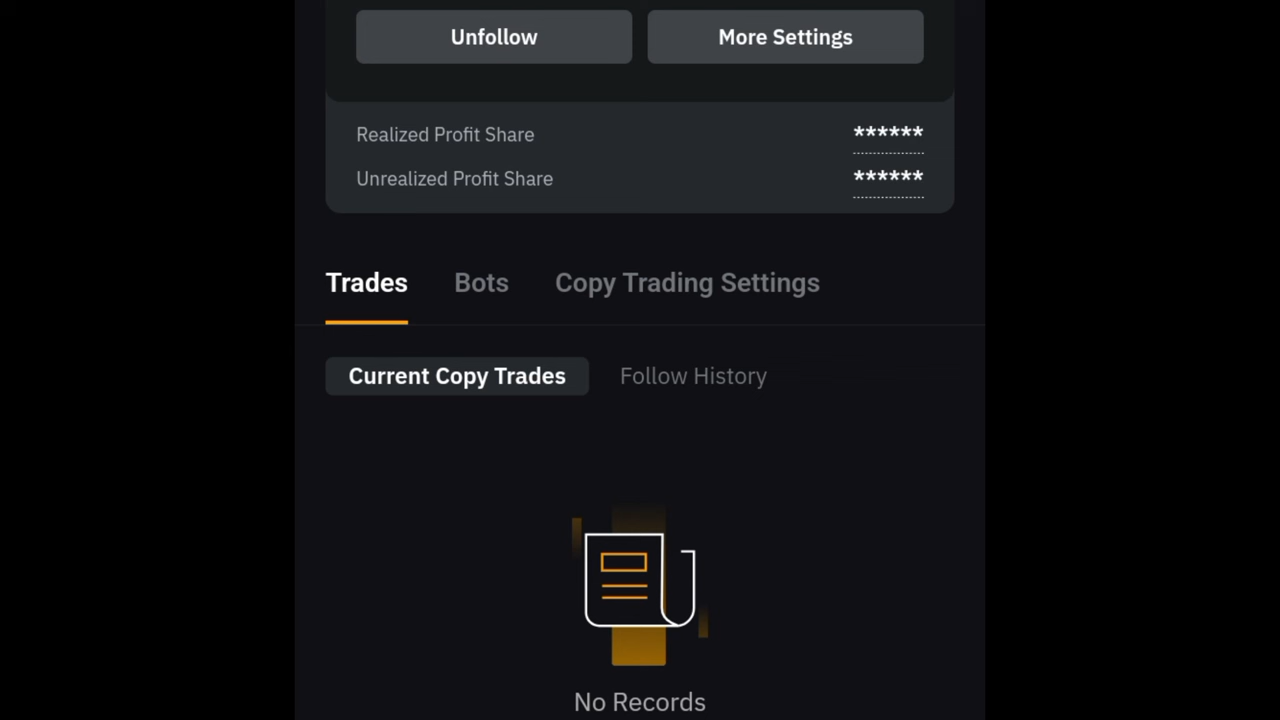 Unfollow More Settings
Realized Profit Share ******
Unrealized Profit Share ******
Trades Bots Copy Trading Settings
Current Copy Trades Follow History
No Records